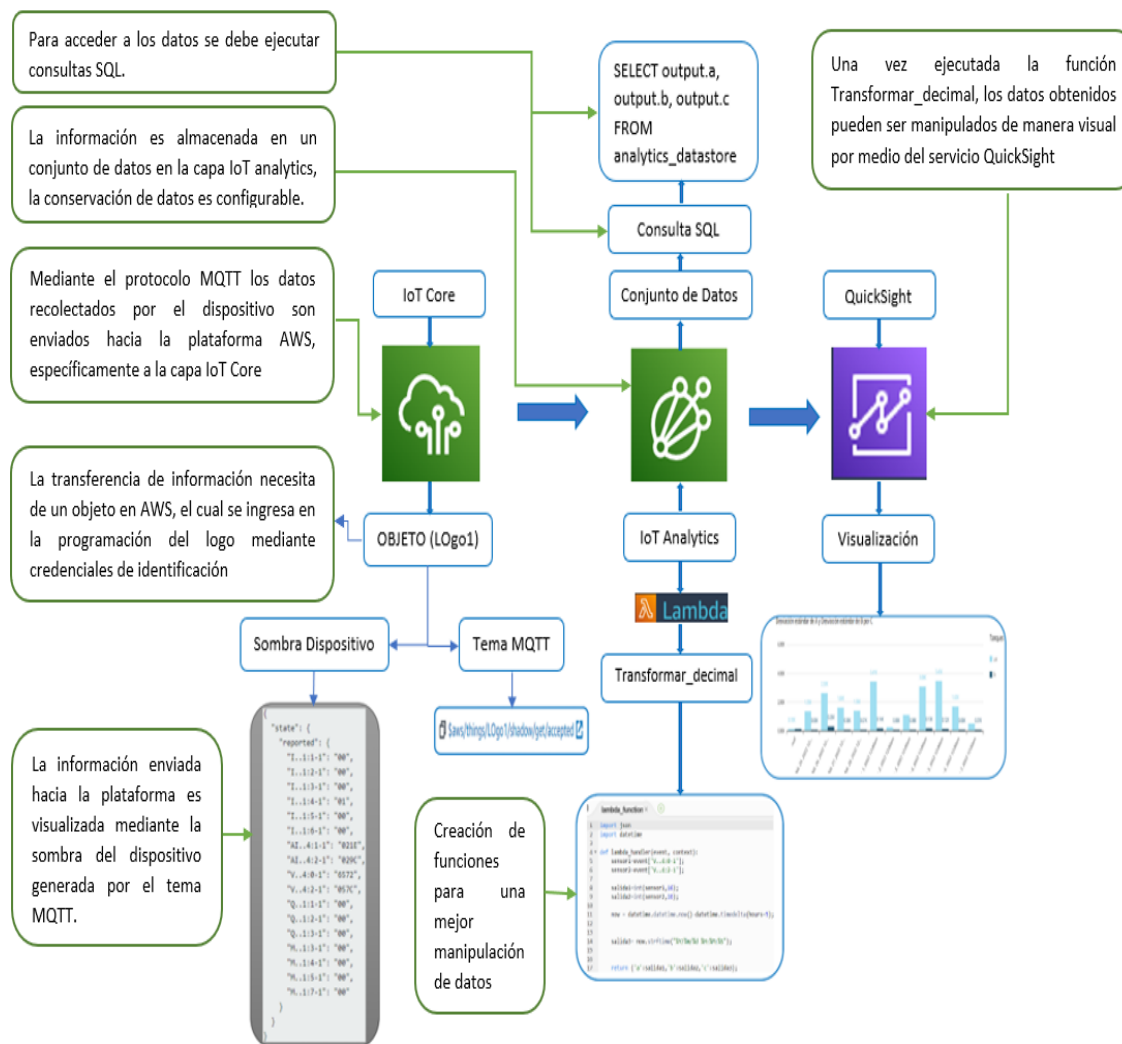 Para acceder a los datos se debe ejecutar
consultas SQL.
La información es almacenada en un
conjunto de datos en la capa IoT analytics,
la conservación de datos es configurable.
Mediante el protocolo MQTT los datos
recolectados por el dispositivo son
enviados hacia la plataforma AWS,
específicamente a la capa IoT Core
La transferencia de información necesita
de un objeto en AWS, el cual se ingresa en
la programación del logo mediante
credenciales de identificación
SELECT output.a,
output.b, output.c
FROM
analytics_datastore
Consulta SQL
Conjunto de Datos
Una vez ejecutada la función
Transformar_decimal, los datos obtenidos
pueden ser manipulados de manera visual
por medio del servicio QuickSight
IoT Core
QuickSight
OBJETO (LOgo1)
IoT Analytics
Visualización
Lambda
Transformar_decimal
Sombra Dispositivo
Tema MQTT
$aws/things/LOgo1/shadow/get/accepted
La información enviada
hacia la plataforma es
visualizada mediante la
sombra del dispositivo
generada por el tema
MQTT.
{
"state": {
"reported": {
"I..1:1-1": "00",
"I..1:2-1": "00",
"I..1:3-1": "00",
"I..1:4-1": "01",
"I..1:5-1": "00",
"I..1:6-1": "00",
"AI..4:1-1": "021E",
"AI..4:2-1": "029C",
"V..4:0-1": "6572",
"V..4:2-1": "057C",
"Q..1:1-1": "00",
"Q..1:2-1": "00",
"Q..1:3-1": "00",
"M..1:3-1": "00",
"M..1:4-1": "00",
"M..1:5-1": "00",
"M..1:7-1": "00"
}
}
}
Creación de
funciones
para una
mejor
manipulación
de datos
lambda_function
1 import json
2 import datetime
def lambda_handler(event, context):
Desviación estándar de A y Desviación estándar de B por C